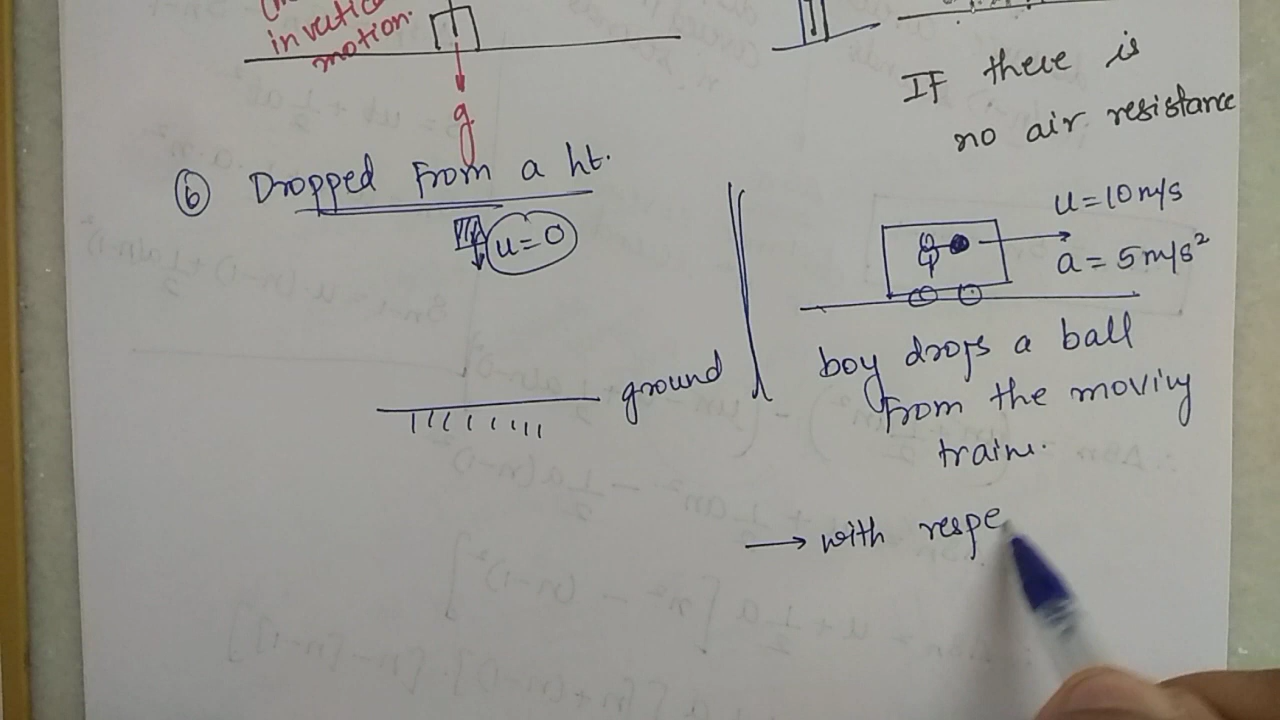 in vertical
motion.
g
IF there is
no air resistance
⑥ Dropped From a ht.
u=0
ground
u=10m/s
a=5m/s²
boy drops a ball
From the moving
train.
→ with respe